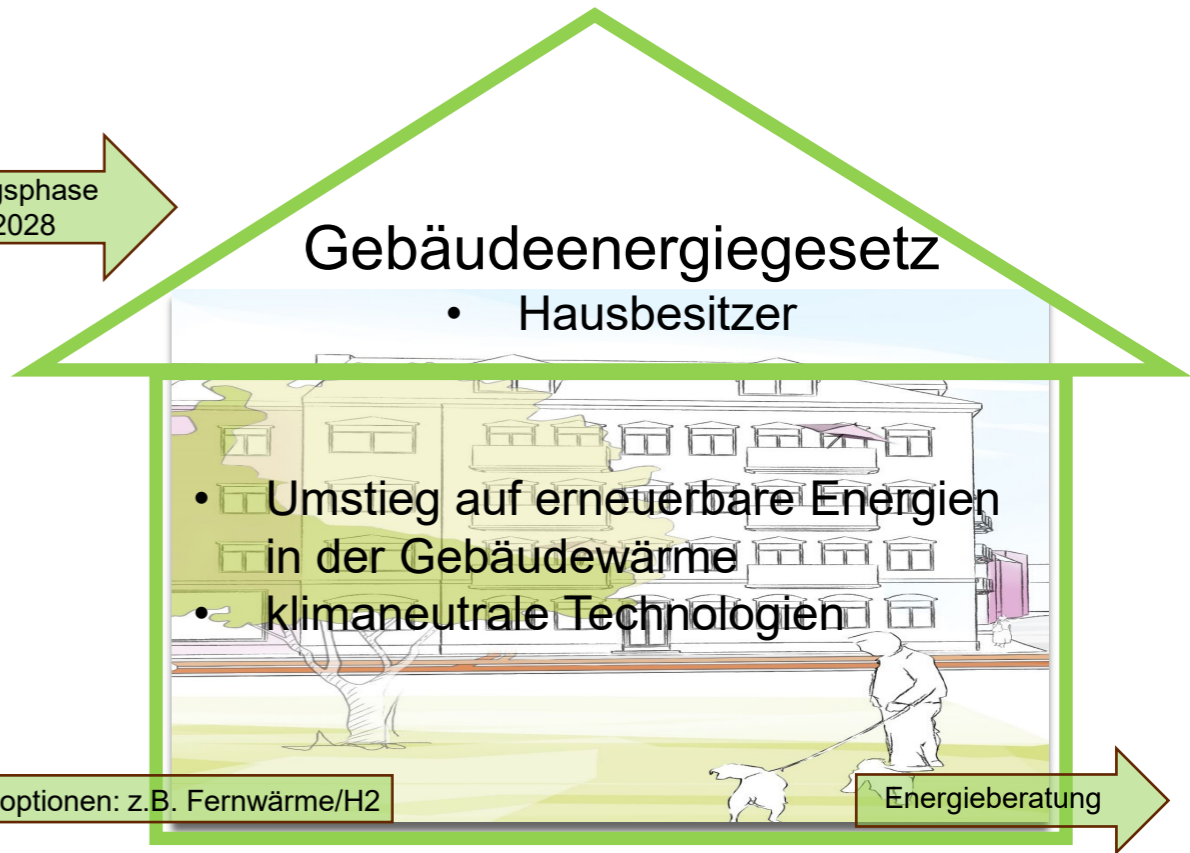 gsphase
2028
Gebäudeenergiegesetz
• Hausbesitzer
• Umstieg auf erneuerbare Energien
in der Gebäudewärme
• klimaneutrale Technologien
optionen: z.B. Fernwärme/H2
Energieberatung